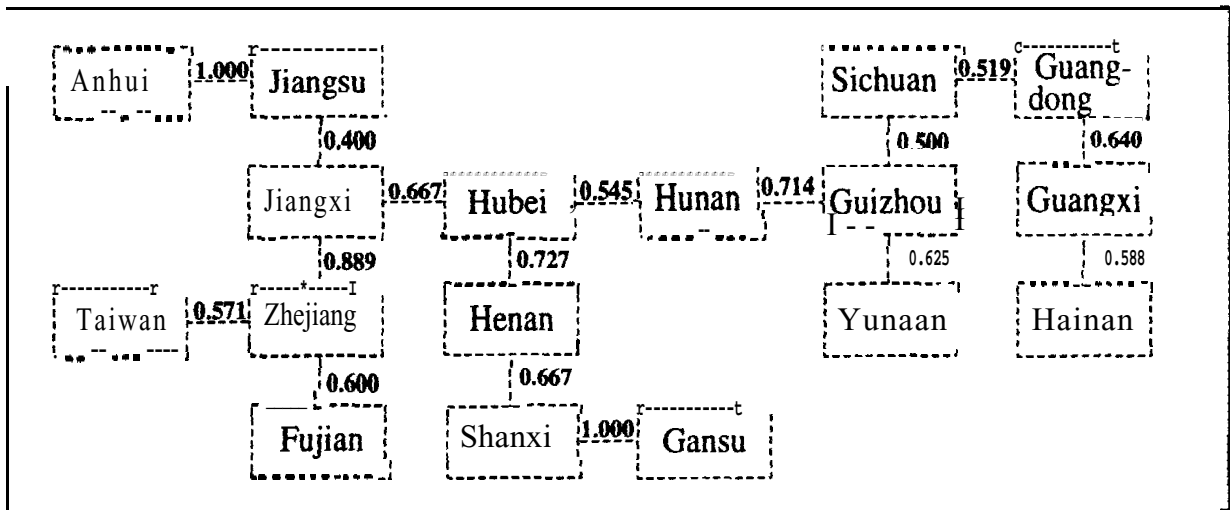 Anhui 1.000 Jiangsu Sichuan 0.519 Guang-
dong
0.400 0.500 0.640
Jiangxi 0.667 Hubei 0.545 Hunan 0.714 Guizhou Guangxi
0.889 0.727 0.625 0.588
Taiwan 0.571 Zhejiang Henan Yunaan Hainan
0.600 0.667
Fujian Shanxi 1.000 Gansu